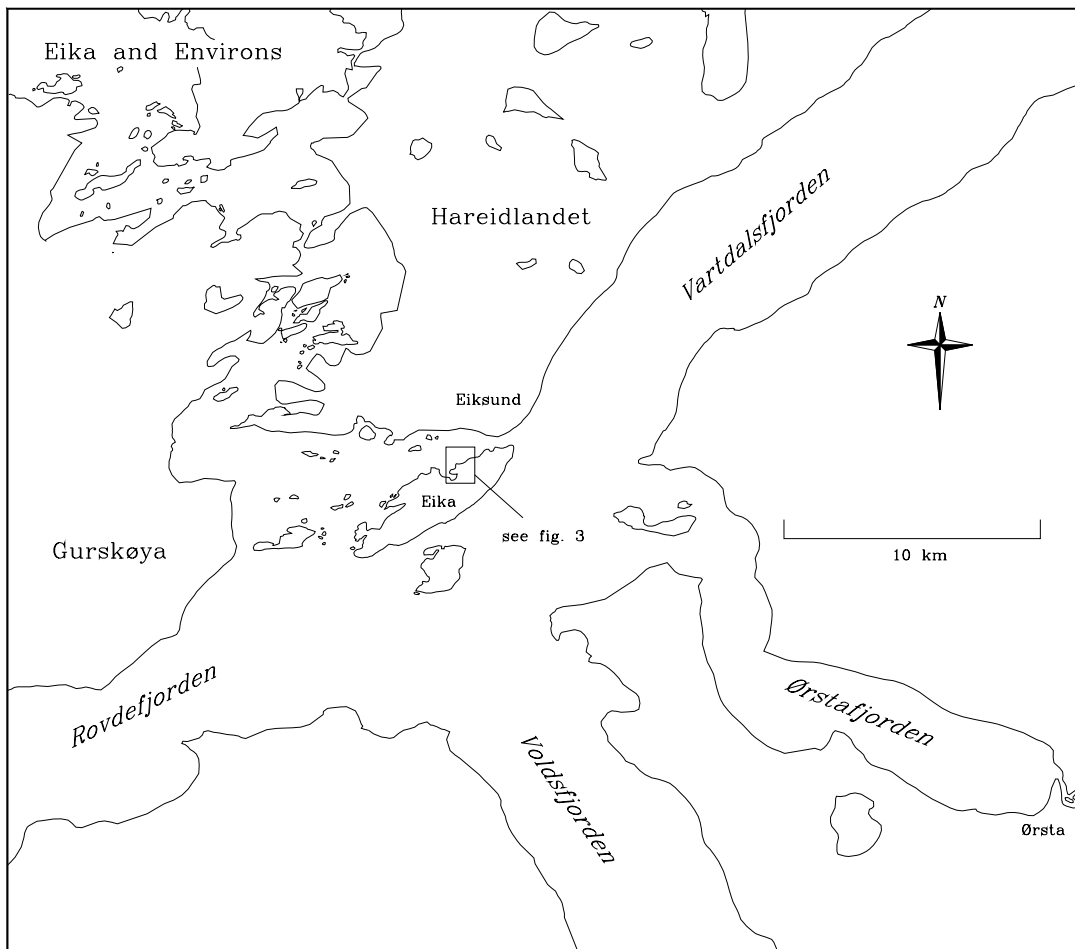 Eika and Environs
Hareidlandet
Vartdalsfjorden
N
Eiksund
Eika
see fig. 3
10 km
Gurskøya
Rovdefjorden
Ørstafjorden
Voldsfjorden
Ørsta